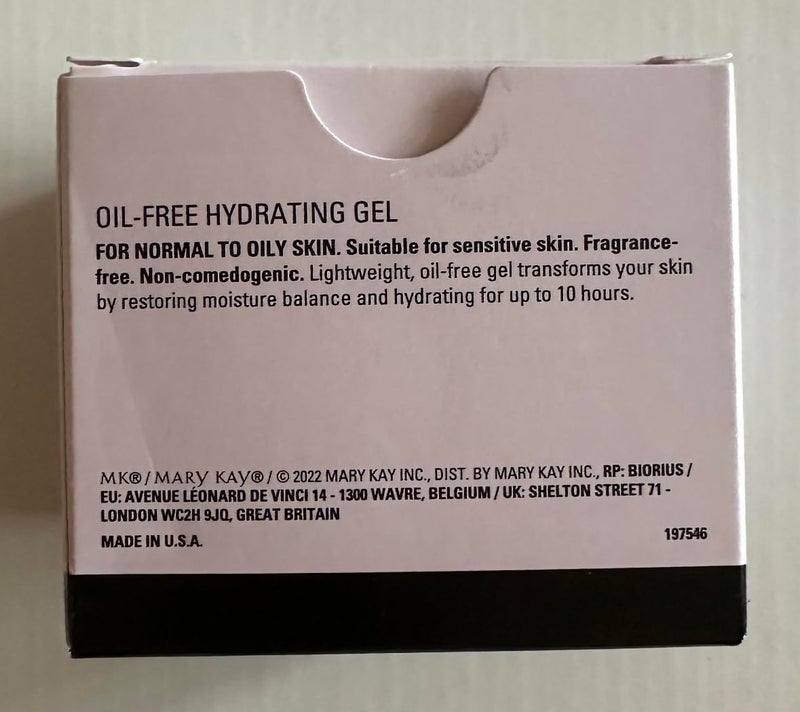 OIL-FREE HYDRATING GEL
FOR NORMAL TO OILY SKIN. Suitable for sensitive skin. Fragrance-
free. Non-comedogenic. Lightweight, oil-free gel transforms your skin
by restoring moisture balance and hydrating for up to 10 hours.
MK® / MARY KAY® / © 2022 MARY KAY INC., DIST. BY MARY KAY INC., RP: BIORIUS /
EU: AVENUE LÉONARD DE VINCI 14 - 1300 WAVRE, BELGIUM / UK: SHELTON STREET 71 -
LONDON WC2H 9JQ, GREAT BRITAIN
MADE IN U.S.A.
197546